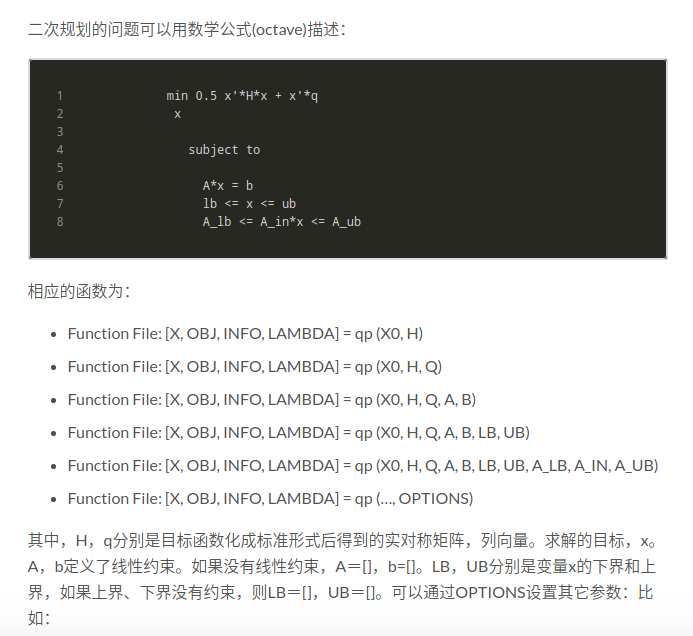 二次规划的问题可以用数学公式(octave)描述：
1 min 0.5 x'*H*x + x'*q
2 x
3
4 subject to
5
6 A*x = b
7 lb <= x <= ub
8 A_lb <= A_in*x <= A_ub
相应的函数为：
• Function File: [X, OBJ, INFO, LAMBDA] = qp (X0, H)
• Function File: [X, OBJ, INFO, LAMBDA] = qp (X0, H, Q)
• Function File: [X, OBJ, INFO, LAMBDA] = qp (X0, H, Q, A, B)
• Function File: [X, OBJ, INFO, LAMBDA] = qp (X0, H, Q, A, B, LB, UB)
• Function File: [X, OBJ, INFO, LAMBDA] = qp (X0, H, Q, A, B, LB, UB, A_LB, A_IN, A_UB)
• Function File: [X, OBJ, INFO, LAMBDA] = qp (…, OPTIONS)
其中，H，q分别是目标函数化成标准形式后得到的实对称矩阵，列向量。求解的目标，x。
A，b定义了线性约束。如果没有线性约束，A＝[]，b=[]。LB，UB分别是变量x的下界和上
界，如果上界、下界没有约束，则LB＝[]，UB＝[]。可以通过OPTIONS设置其它参数：比
如：